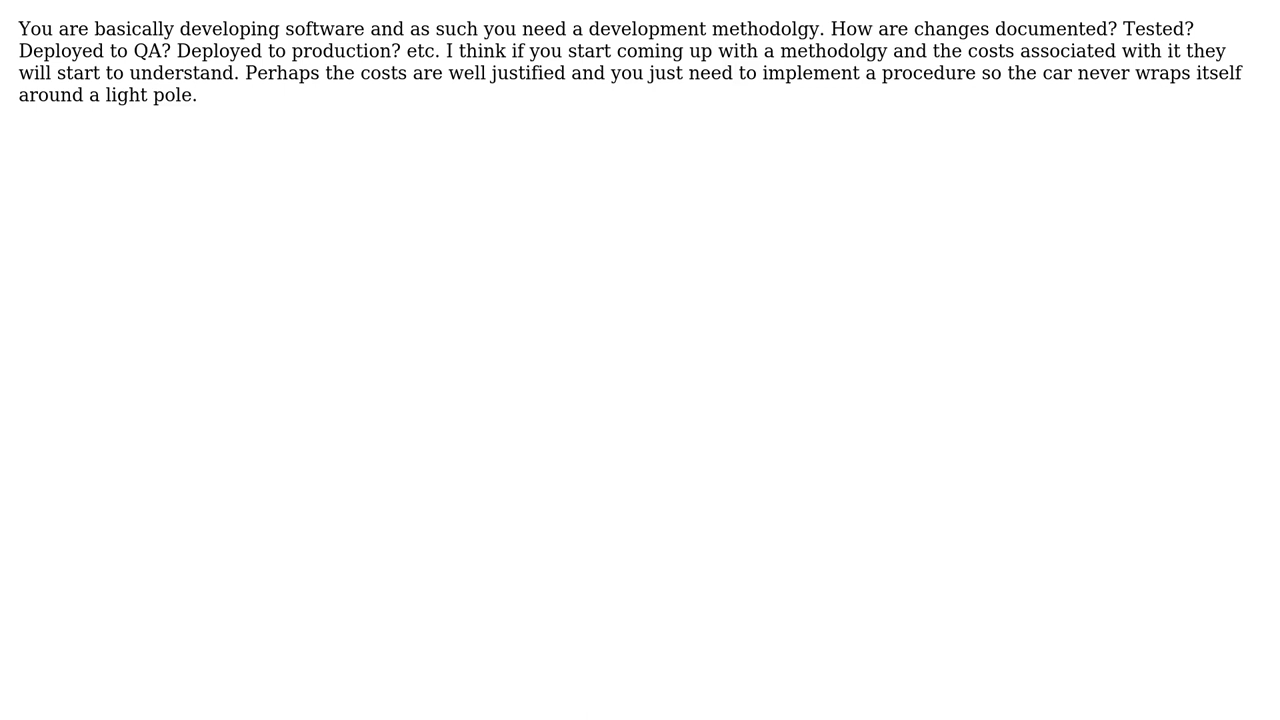 You are basically developing software and as such you need a development methodolgy. How are changes documented? Tested?
Deployed to QA? Deployed to production? etc. I think if you start coming up with a methodolgy and the costs associated with it they
will start to understand. Perhaps the costs are well justified and you just need to implement a procedure so the car never wraps itself
around a light pole.